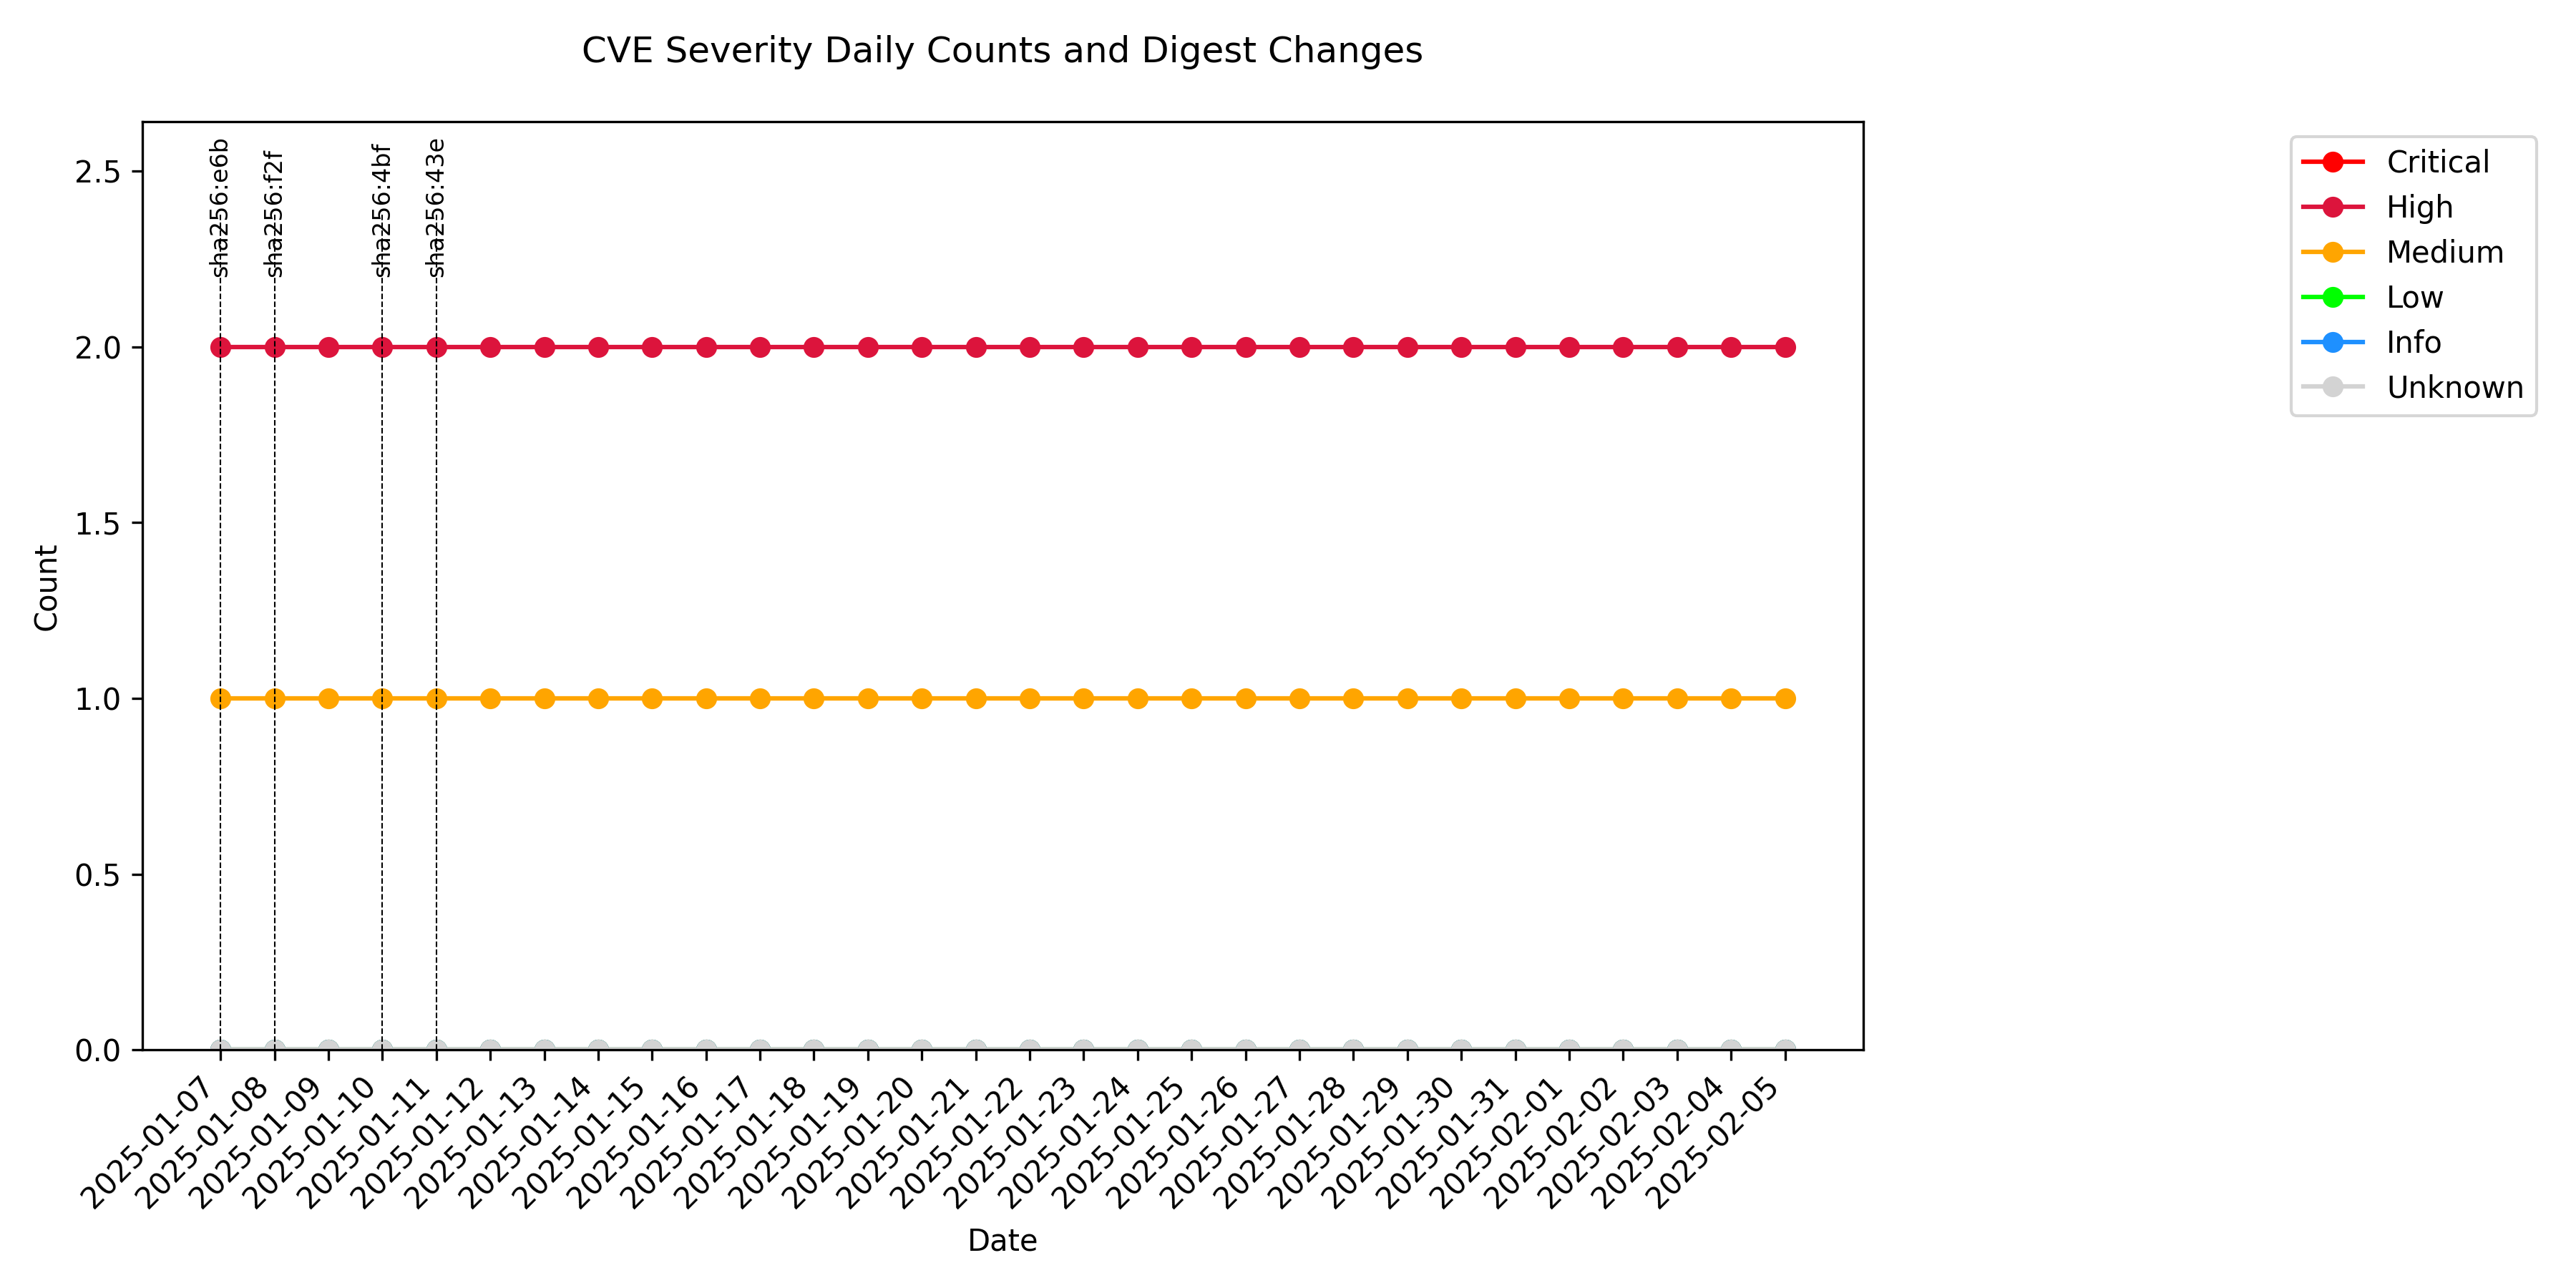 CVE Severity Daily Counts and Digest Changes
sha256:e6b
sha256:f2f
sha256:4bf
sha256:43e
2.5
2.0
1.5
1.0
0.5
0.0
Count
2025-01-07
2025-01-08
2025-01-09
2025-01-10
2025-01-11
2025-01-12
2025-01-13
2025-01-14
2025-01-15
2025-01-16
2025-01-17
2025-01-18
2025-01-19
2025-01-20
2025-01-21
2025-01-22
2025-01-23
2025-01-24
2025-01-25
2025-01-26
2025-01-27
2025-01-28
2025-01-29
2025-01-30
2025-01-31
2025-02-01
2025-02-02
2025-02-03
2025-02-04
2025-02-05
Date
Critical
High
Medium
Low
Info
Unknown